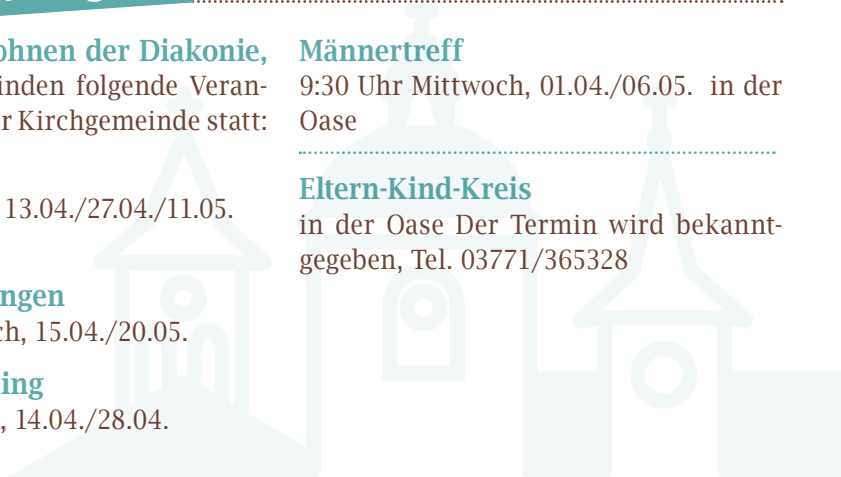 ohnen der Diakonie,
inden folgende Veran-
r Kirchgemeinde statt:
13.04./27.04./11.05.
ngen
ch, 15.04./20.05.
ing
, 14.04./28.04.
Männertreff
9:30 Uhr Mittwoch, 01.04./06.05. in der
Oase
Eltern-Kind-Kreis
in der Oase Der Termin wird bekannt-
gegeben, Tel. 03771/365328